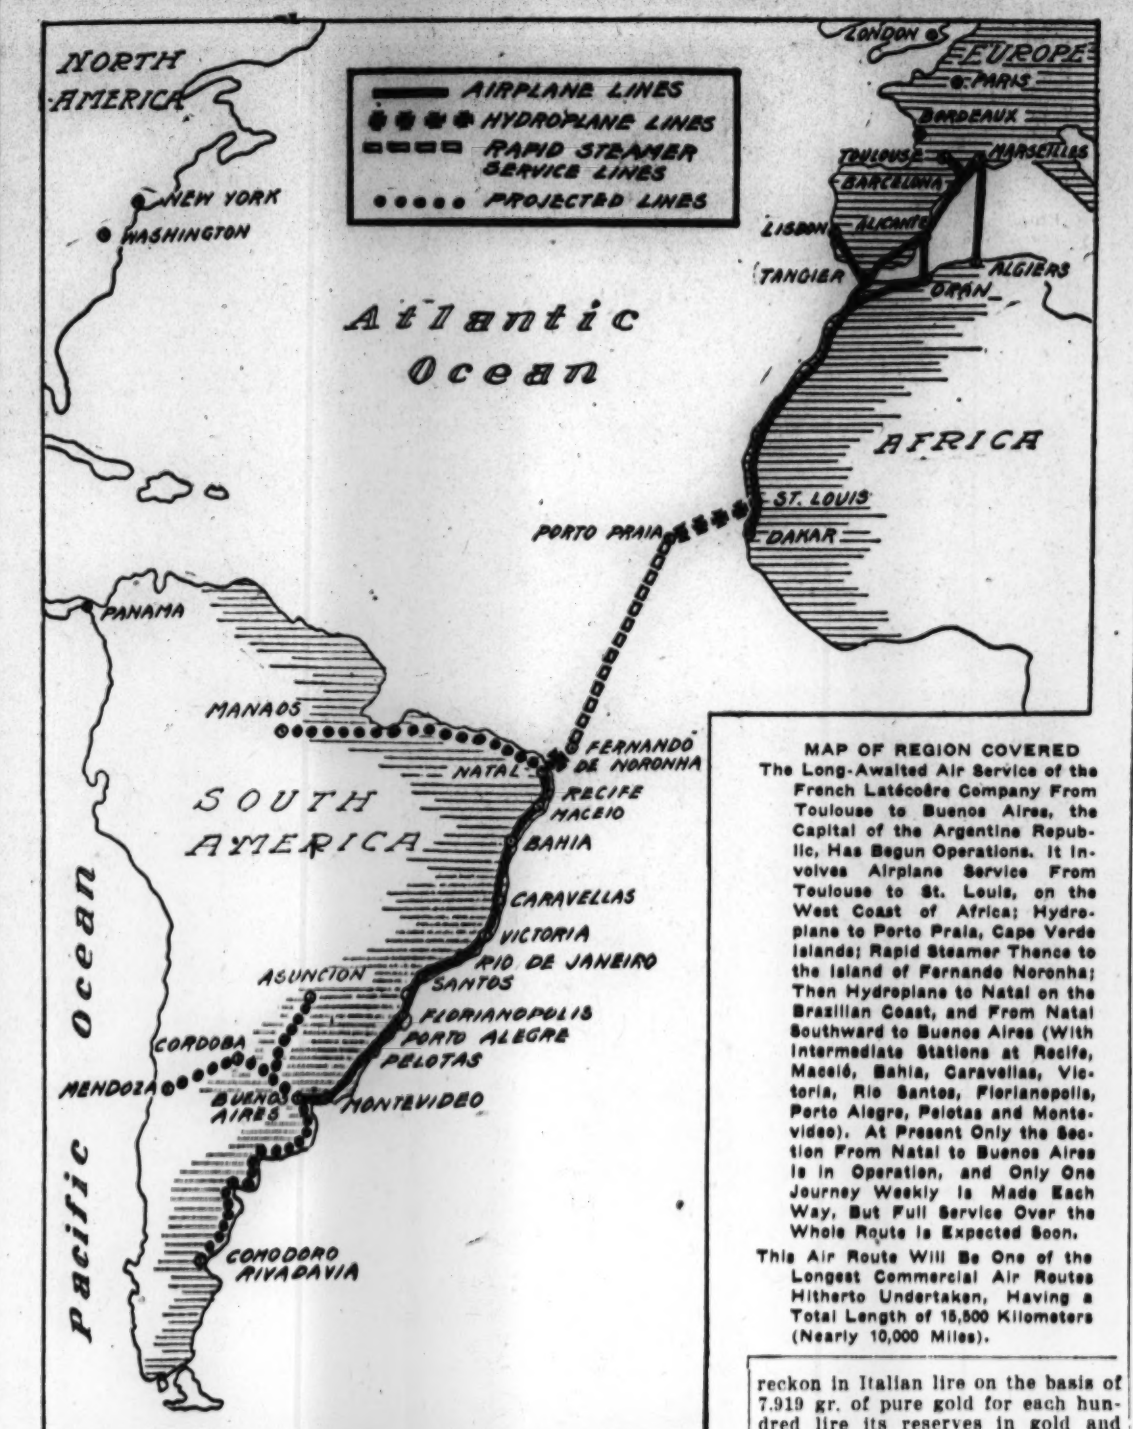 NORTH
AMERICA
NEW YORK
WASHINGTON
AIRPLANE LINES
HYDROPLANE LINES
RAPID STEAMER
SERVICE LINES
PROJECTED LINES
LONDON
EUROPE
PARIS
BORDEAUX
TOULOUSE
MARSEILLES
BARCELONA
LISBON
ALICANTE
TANGIER
ALGIERS
ORAN
Atlantic
Ocean
AFRICA
ST. LOUIS
PORTO PRAIA
DAKAR
PANAMA
MANAOS
FERNANDO
DE NORONHA
NATAL
SOUTH
AMERICA
RECIFE
MACEIO
BAHIA
CARAVELLAS
VICTORIA
RIO DE JANEIRO
ASUNCION
SANTOS
FLORIANOPOLIS
PORTO ALEGRE
CORDOBA
PELOTAS
MENDOZA
BUENOS
AIRES
MONTEVIDEO
COMODORO
RIVADAVIA
Pacific Ocean
MAP OF REGION COVERED
The Long-Awaited Air Service of the
French Latécoère Company From
Toulouse to Buenos Aires, the
Capital of the Argentine Repub-
lic, Has Begun Operations. It In-
volves Airplane Service From
Toulouse to St. Louis, on the
West Coast of Africa; Hydro-
plane to Porto Praia, Cape Verde
Islands; Rapid Steamer Thence to
the Island of Fernando Noronha;
Then Hydroplane to Natal on the
Brazilian Coast, and From Natal
Southward to Buenos Aires (With
Intermediate Stations at Recife,
Maceió, Bahia, Caravellas, Vic-
toria, Rio Santos, Florianopolis,
Porto Alegre, Pelotas and Monte-
video). At Present Only the Sec-
tion From Natal to Buenos Aires
Is in Operation, and Only One
Journey Weekly Is Made Each
Way, But Full Service Over the
Whole Route Is Expected Soon.
This Air Route Will Be One of the
Longest Commercial Air Routes
Hitherto Undertaken, Having a
Total Length of 15,500 Kilometers
(Nearly 10,000 Miles).
reckon in Italian lire on the basis of
7.919 gr. of pure gold for each hun-
dred lire its reserves in gold and